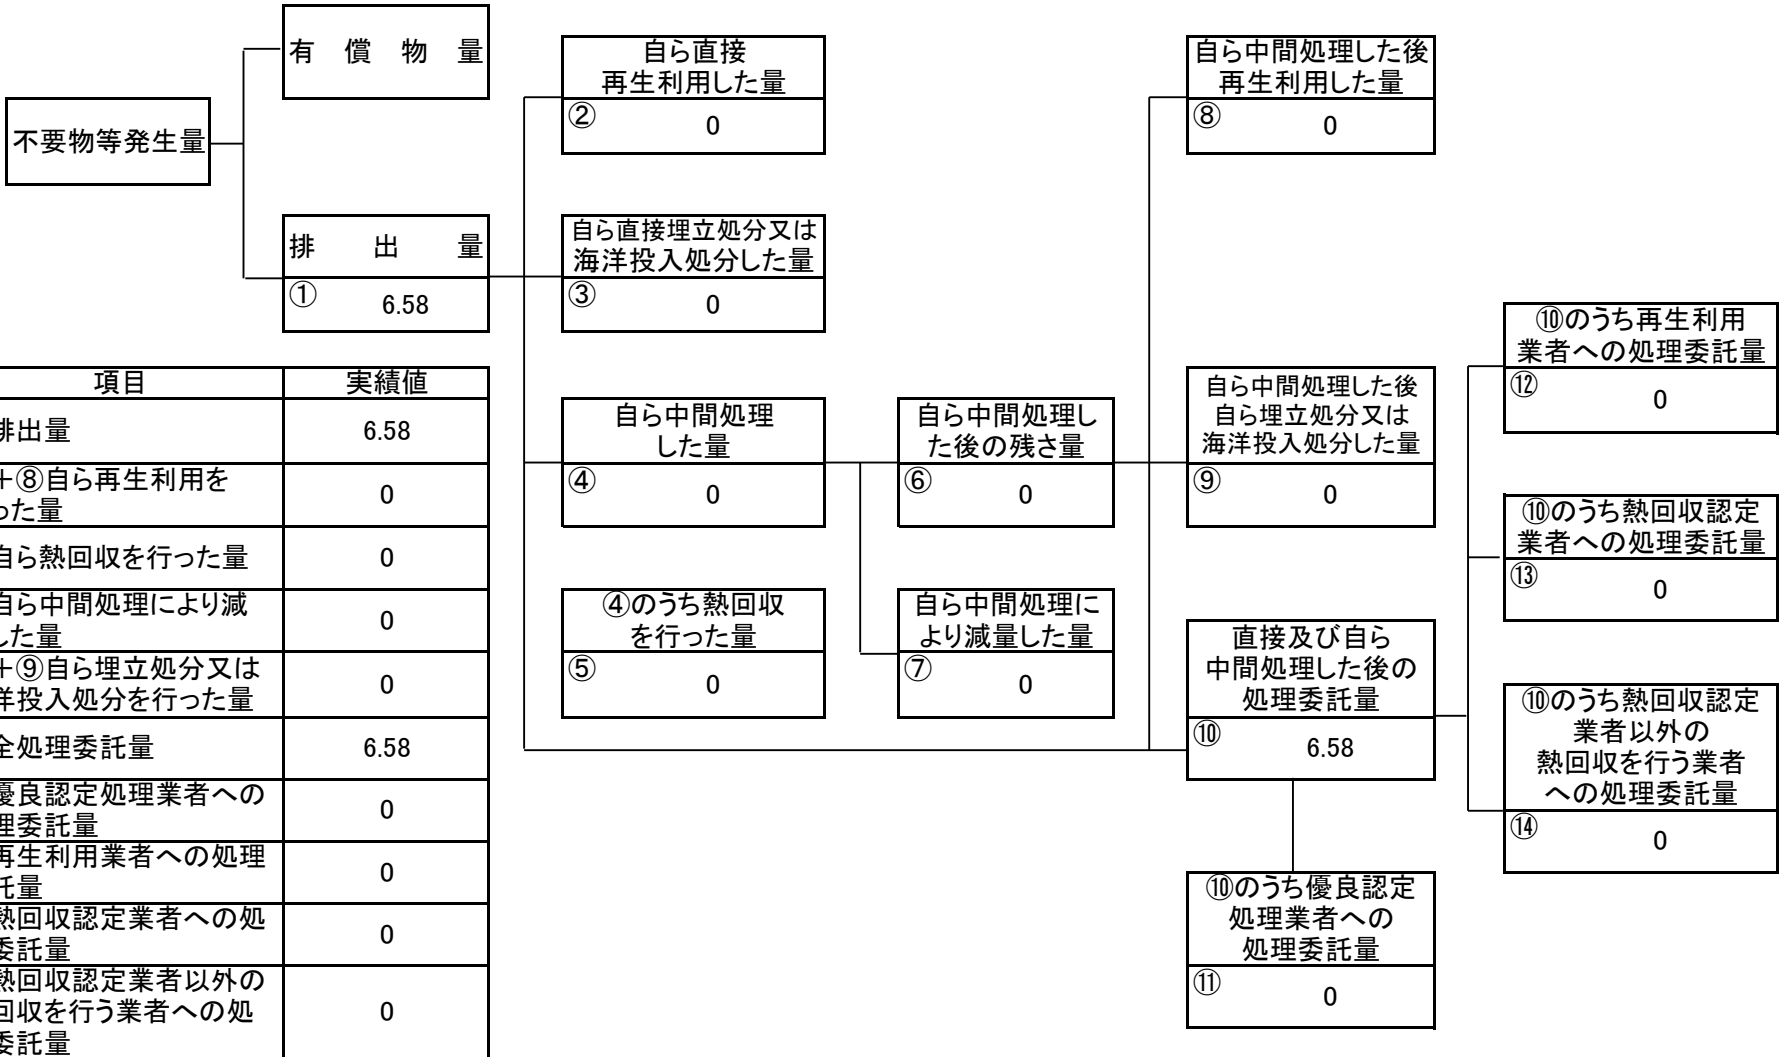 有償物量
不要物等発生量
排出量
① 6.58
自ら直接
再生利用した量
② 0
自ら直接埋立処分又は
海洋投入処分した量
③ 0
自ら中間処理
した量
④ 0
④のうち熱回収
を行った量
⑤ 0
自ら中間処理し
た後の残さ量
⑥ 0
自ら中間処理に
より減量した量
⑦ 0
自ら中間処理した後
再生利用した量
⑧ 0
自ら中間処理した後
自ら埋立処分又は
海洋投入処分した量
⑨ 0
直接及び自ら
中間処理した後の
処理委託量
⑩ 6.58
⑩のうち優良認定
処理業者への
処理委託量
⑪ 0
⑩のうち再生利用
業者への処理委託量
⑫ 0
⑩のうち熱回収認定
業者への処理委託量
⑬ 0
⑩のうち熱回収認定
業者以外の
熱回収を行う業者
への処理委託量
⑭ 0
項目 実績値
排出量 6.58
+⑧自ら再生利用を
った量 0
自ら熱回収を行った量 0
自ら中間処理により減
した量 0
+⑨自ら埋立処分又は
洋投入処分を行った量 0
全処理委託量 6.58
優良認定処理業者への
理委託量 0
再生利用業者への処理
託量 0
熱回収認定業者への処
委託量 0
熱回収認定業者以外の
回収を行う業者への処
委託量 0